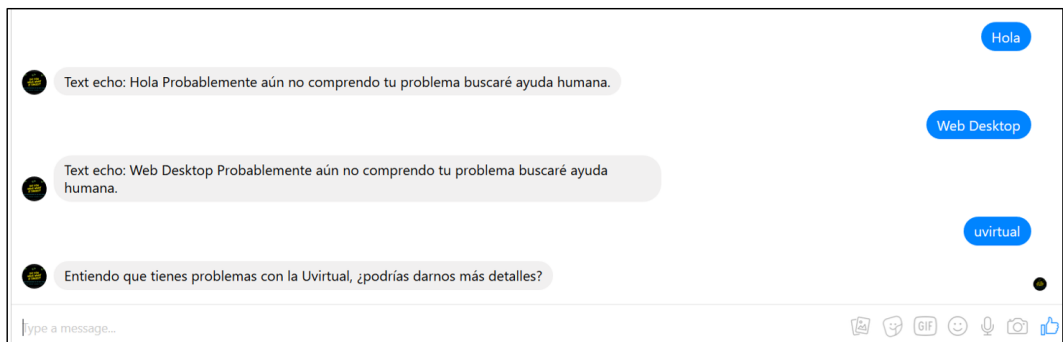 Hola
Text echo: Hola Probablemente aún no comprendo tu problema buscaré ayuda humana.
Web Desktop
Text echo: Web Desktop Probablemente aún no comprendo tu problema buscaré ayuda
humana.
uvirtual
Entiendo que tienes problemas con la Uvirtual, ¿podrías darnos más detalles?
Type a message...
GIF